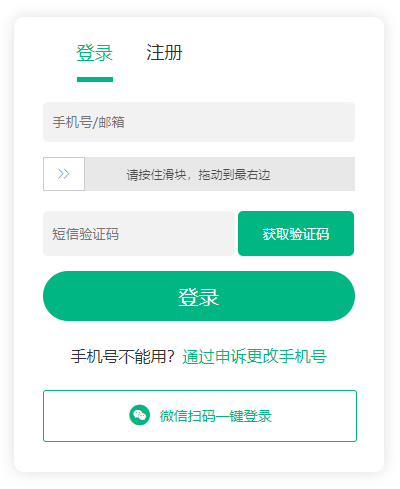 登录 注册
手机号/邮箱
>> 请按住滑块，拖动到最右边
短信验证码 获取验证码
登录
手机号不能用？通过申诉更改手机号
微信扫码一键登录